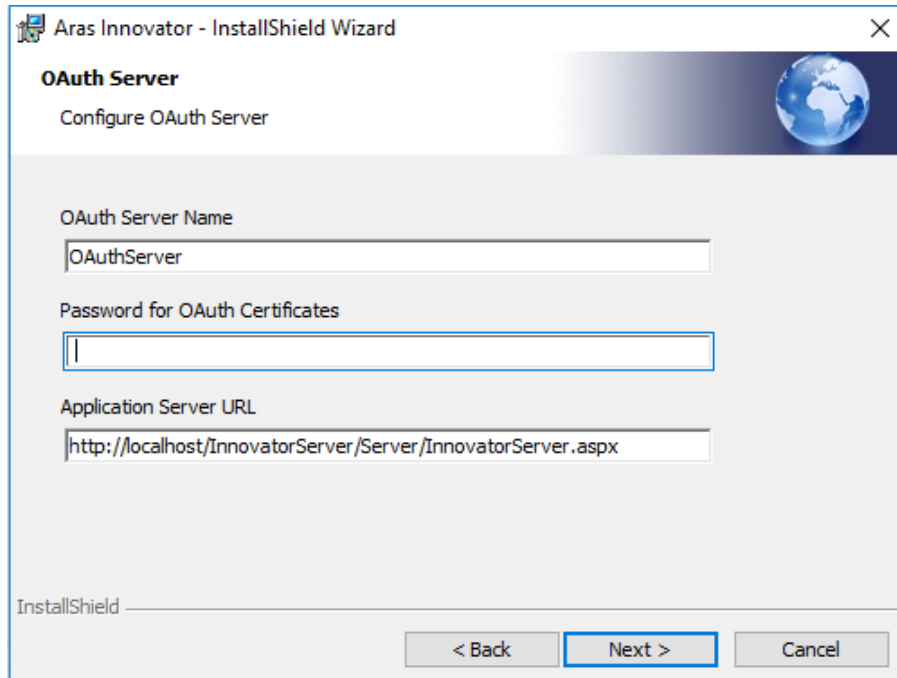 Aras Innovator - InstallShield Wizard
OAuth Server
Configure OAuth Server
OAuth Server Name
OAuthServer
Password for OAuth Certificates
Application Server URL
http://localhost/InnovatorServer/Server/InnovatorServer.aspx
InstallShield
< Back Next > Cancel